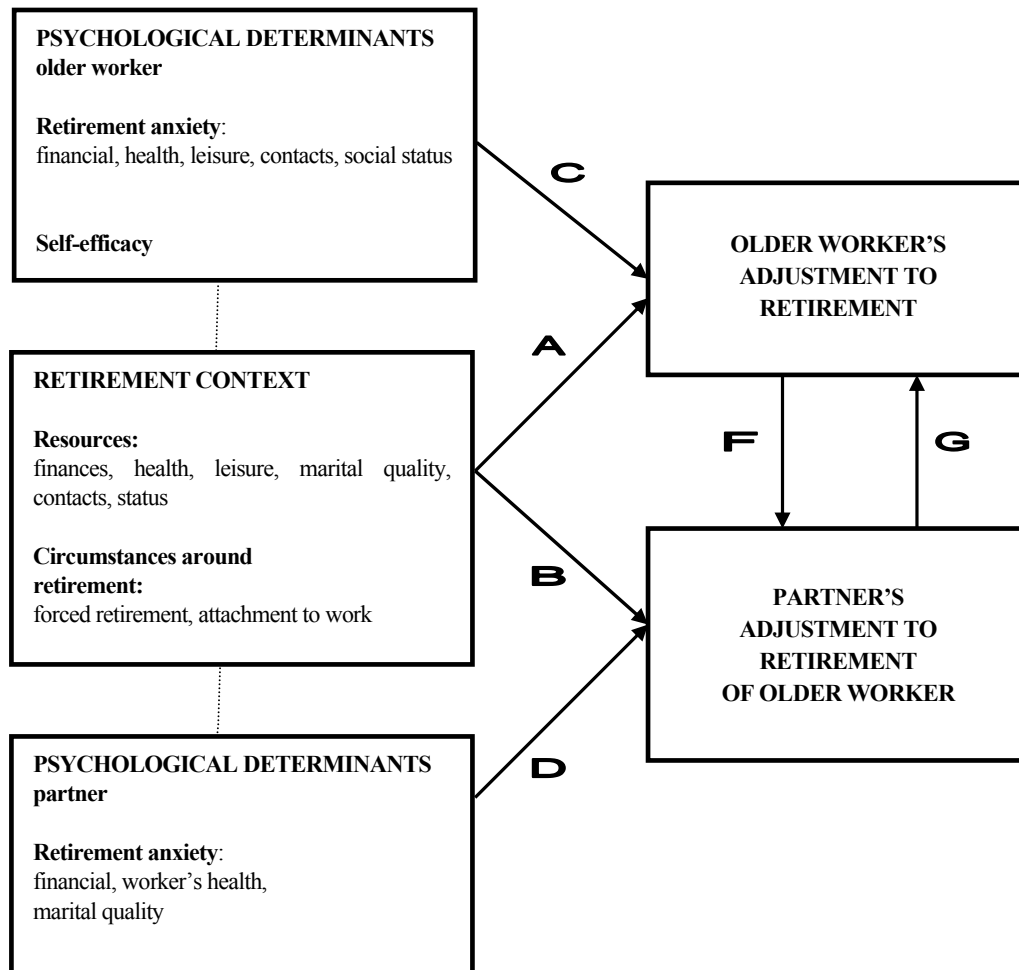 PSYCHOLOGICAL DETERMINANTS
older worker
Retirement anxiety:
financial, health, leisure, contacts, social status
Self-efficacy
RETIREMENT CONTEXT
Resources:
finances, health, leisure, marital quality,
contacts, status
Circumstances around
retirement:
forced retirement, attachment to work
PSYCHOLOGICAL DETERMINANTS
partner
Retirement anxiety:
financial, worker’s health,
marital quality
C
A
B
D
OLDER WORKER’S
ADJUSTMENT TO
RETIREMENT
F
G
PARTNER’S
ADJUSTMENT TO
RETIREMENT
OF OLDER WORKER